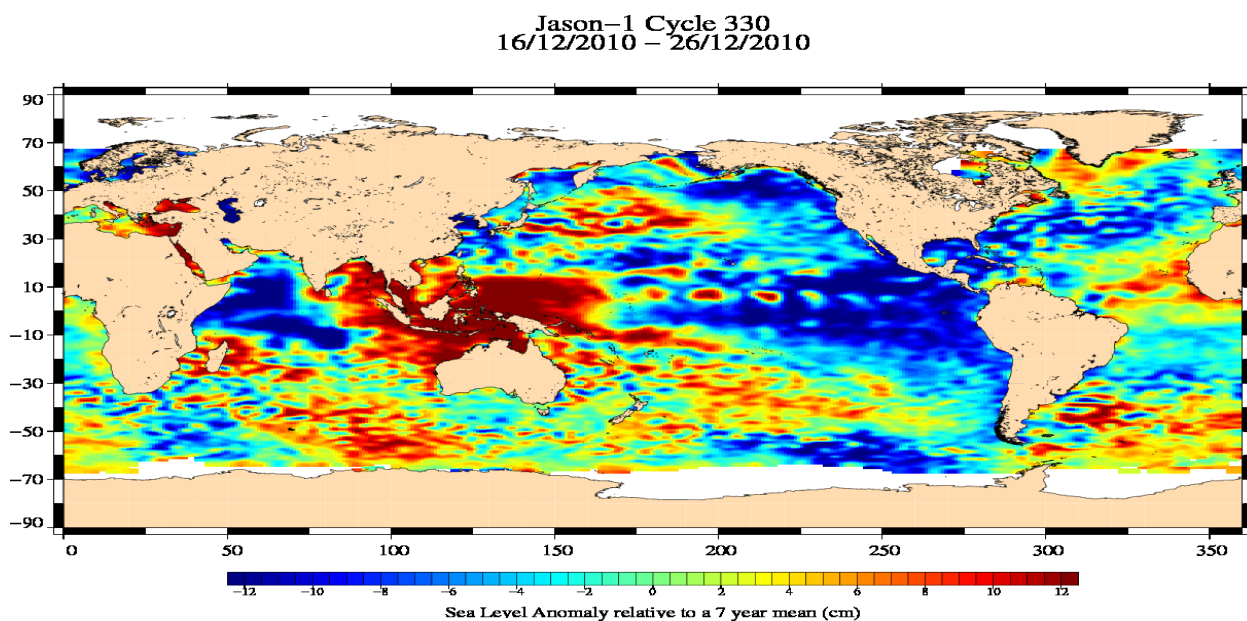 Jason-1 Cycle 330
16/12/2010 - 26/12/2010
90
70
50
30
10
-10
-30
-50
-70
-90
0 50 100 150 200 250 300 350
-12 -10 -8 -6 -4 -2 0 2 4 6 8 10 12
Sea Level Anomaly relative to a 7 year mean (cm)